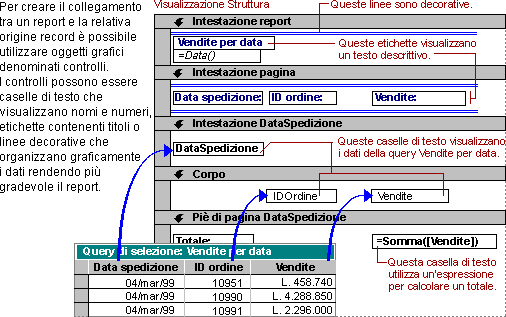 Per creare il collegamento
tra un report e la relativa
origine record è possibile
utilizzare oggetti grafici
denominati controlli.
I controlli possono essere
caselle di testo che
visualizzano nomi e numeri,
etichette contenenti titoli o
linee decorative che
organizzano graficamente
i dati rendendo più
gradevole il report.
Visualizzazione Struttura
Queste linee sono decorative.
Intestazione report
Vendite per data
=Data()
Queste etichette visualizzano
un testo descrittivo.
Intestazione pagina
Data spedizione: ID ordine: Vendite:
Intestazione DataSpedizione
DataSpedizione
Queste caselle di testo visualizzano
i dati della query Vendite per data.
Corpo
IDOrdine Vendite
Piè di pagina DataSpedizione
Totale: =Somma([Vendite])
Questa casella di testo
utilizza un'espressione
per calcolare un totale.
Query di selezione: Vendite per data
Data spedizione ID ordine Vendite
04/mar/99 10951 L. 458.740
04/mar/99 10990 L. 4.288.850
04/mar/99 10991 L. 2.296.000